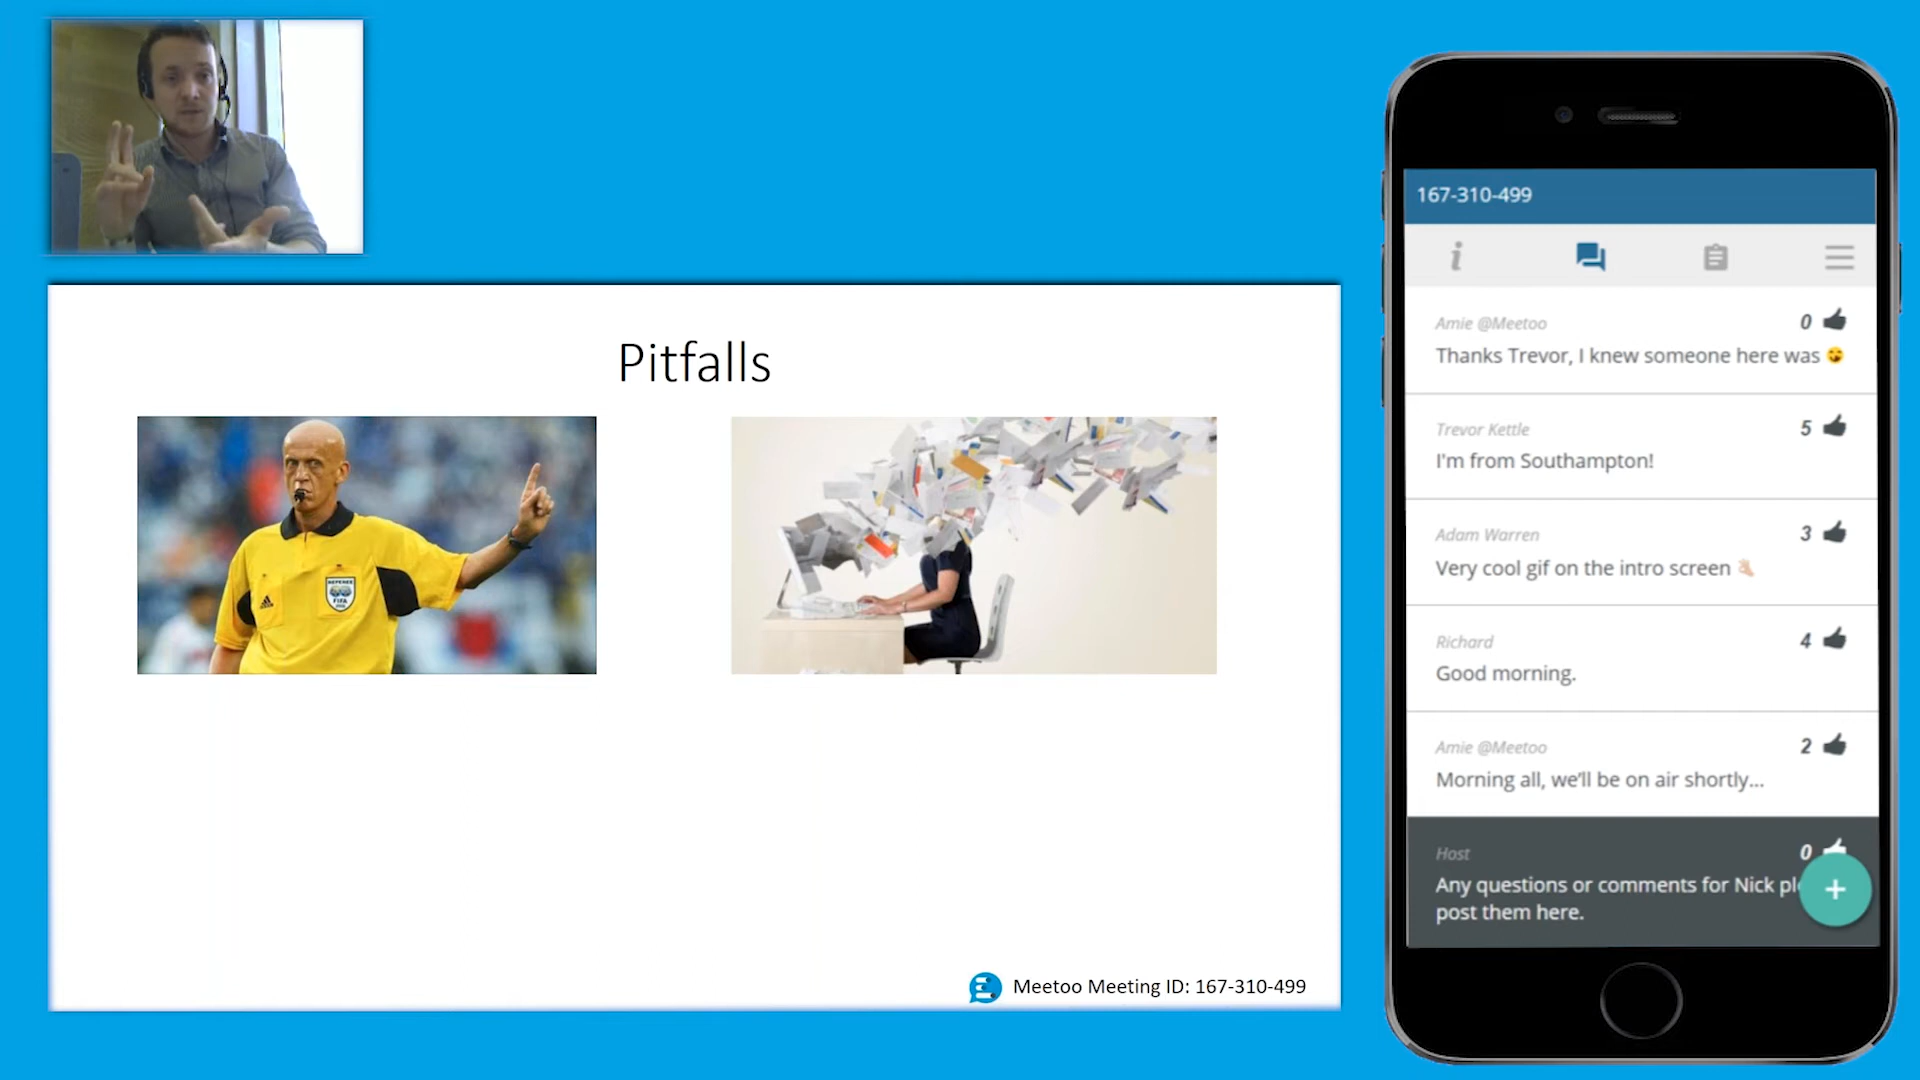 Pitfalls
REFEREE
FIFA
Meetoo Meeting ID: 167-310-499
167-310-499
Amie @Meetoo
0
Thanks Trevor, I knew someone here was 😋
Trevor Kettle
5
I'm from Southampton!
Adam Warren
3
Very cool gif on the intro screen 👌🏻
Richard
4
Good morning.
Amie @Meetoo
2
Morning all, we'll be on air shortly...
Host
0
Any questions or comments for Nick
post them here.